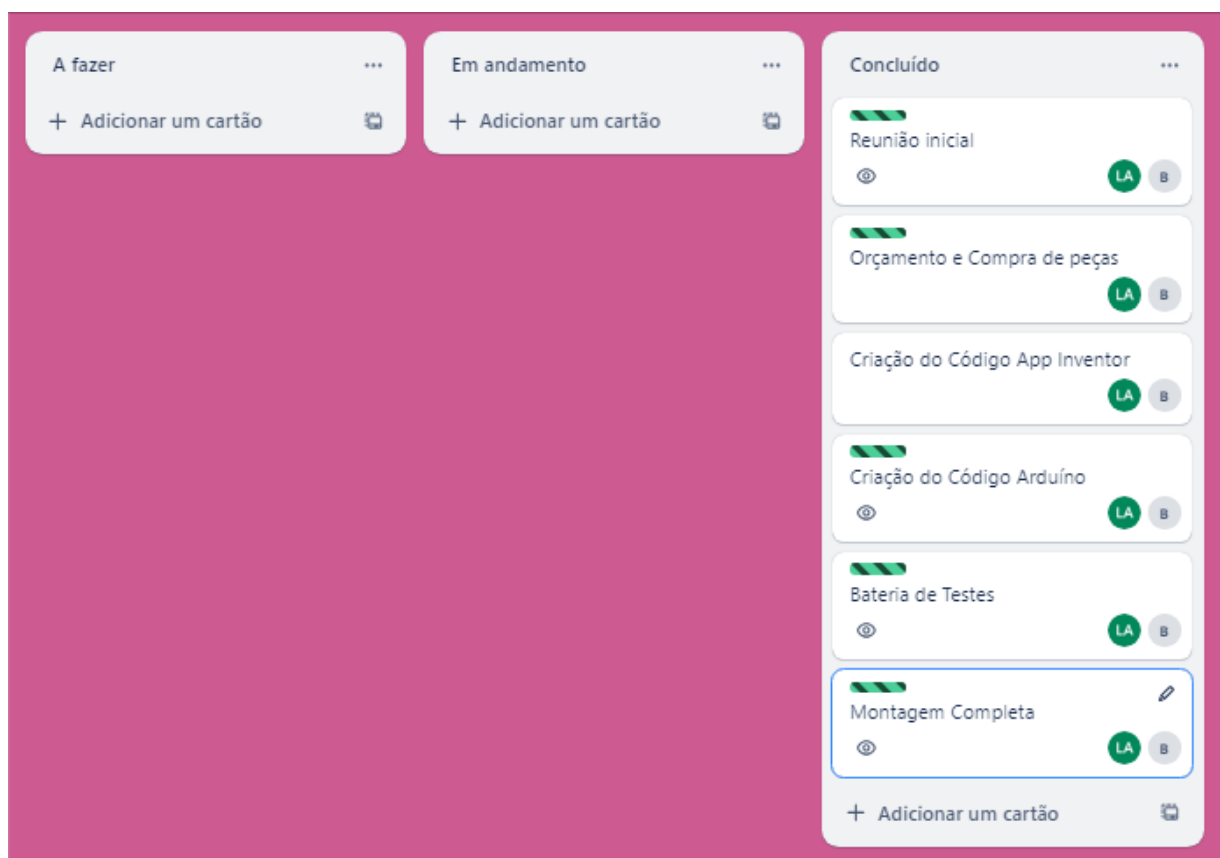 A fazer
+ Adicionar um cartão
Em andamento
+ Adicionar um cartão
Concluído
Reunião inicial
LA B
Orçamento e Compra de peças
LA B
Criação do Código App Inventor
LA B
Criação do Código Arduíno
LA B
Bateria de Testes
LA B
Montagem Completa
LA B
+ Adicionar um cartão